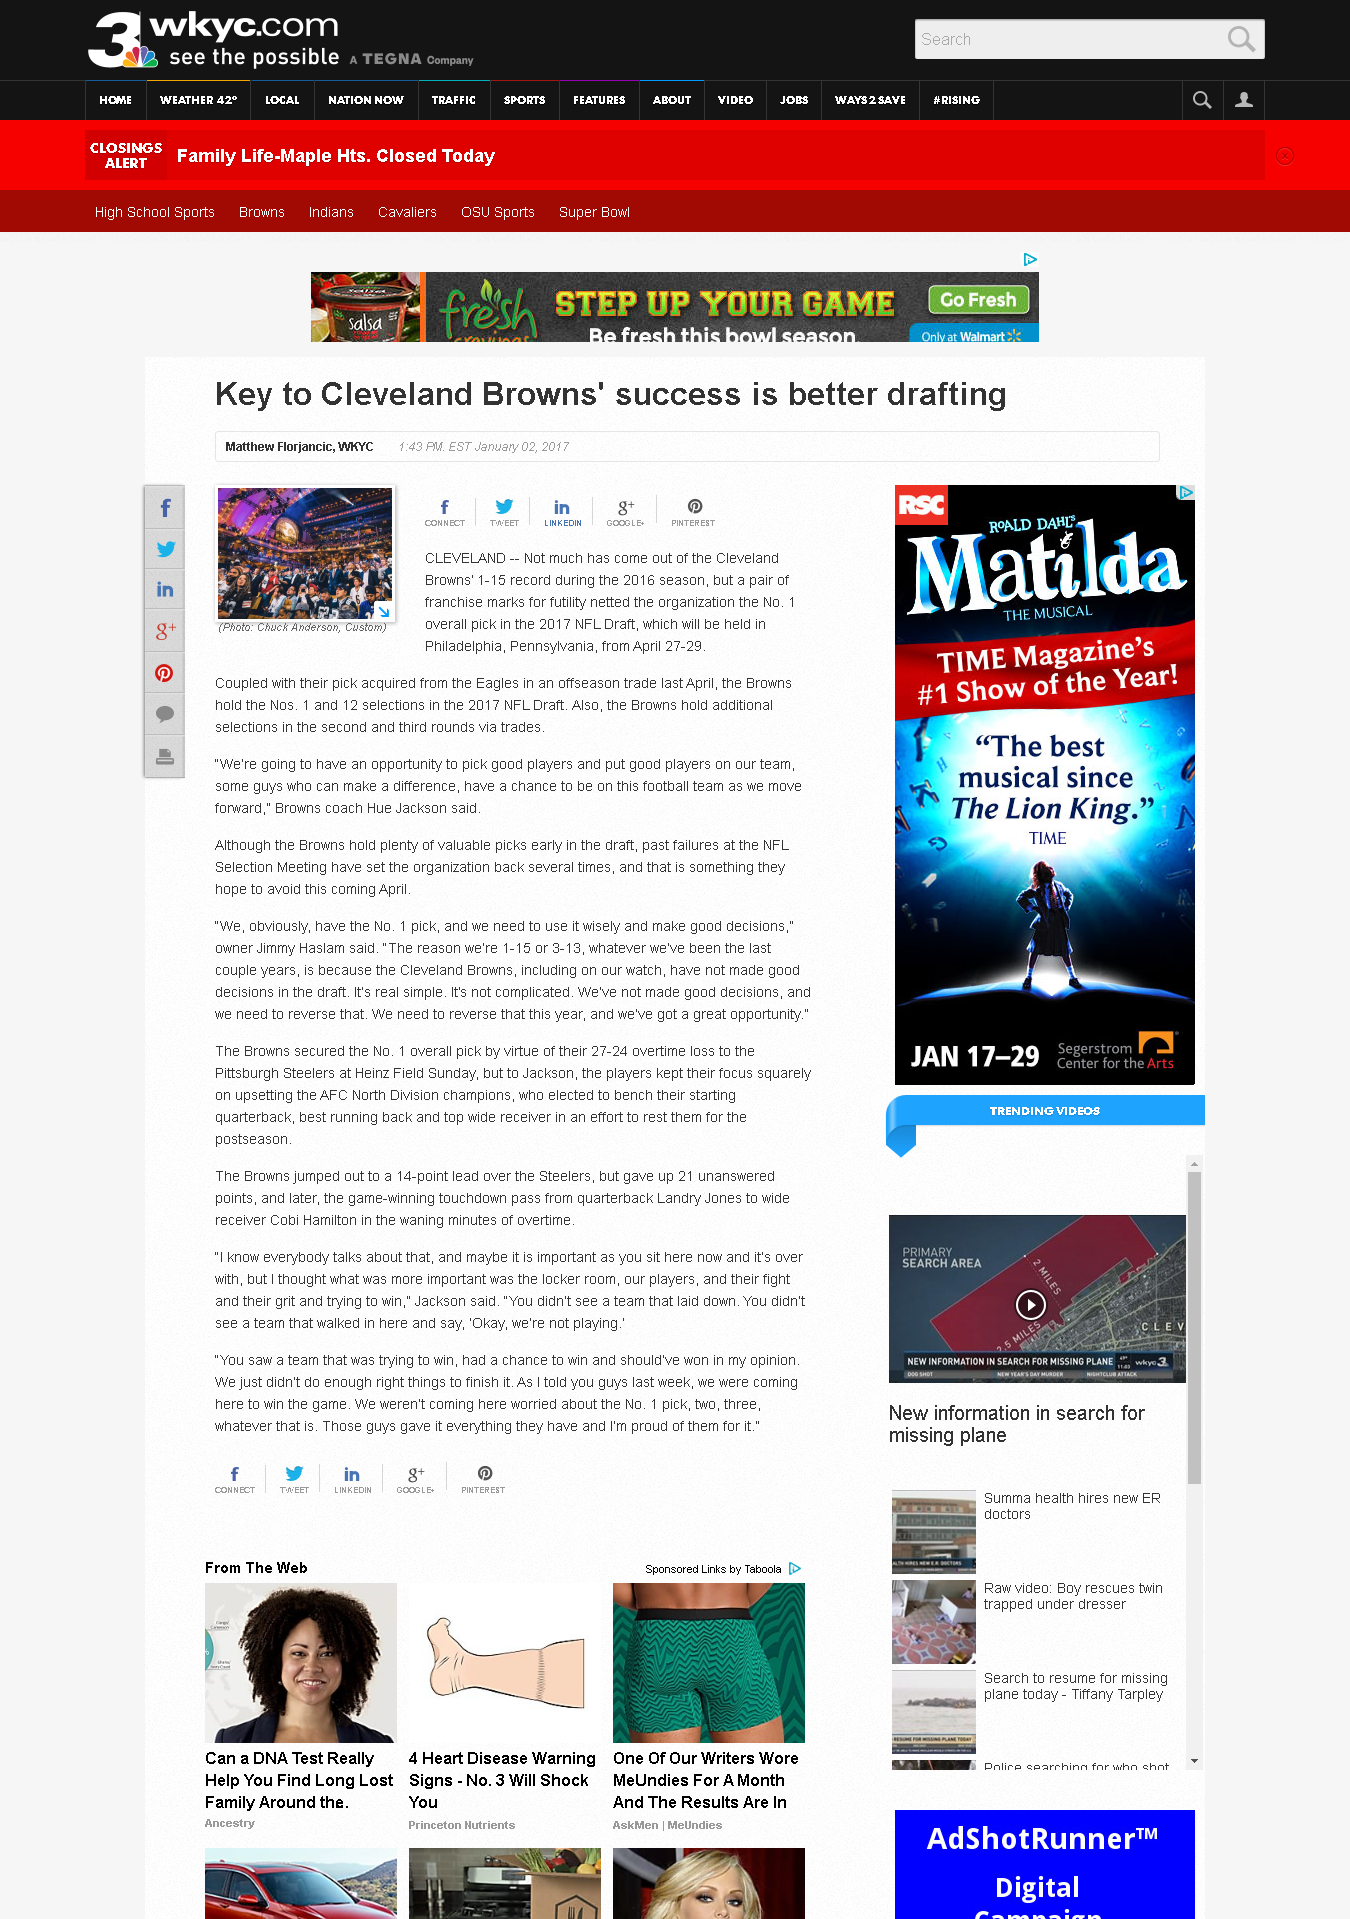 3 wkyc.com
see the possible A TEGNA Company
Search
HOME WEATHER 42° LOCAL NATION NOW TRAFFIC SPORTS FEATURES ABOUT VIDEO JOBS WAYS 2 SAVE #RISING
CLOSINGS
ALERT
Family Life-Maple Hts. Closed Today
High School Sports Browns Indians Cavaliers OSU Sports Super Bowl
salsa
fresh
cravings
STEP UP YOUR GAME
Be fresh this bowl season.
Go Fresh
Only at Walmart
Key to Cleveland Browns' success is better drafting
Matthew Florjancic, WKYC 1:43 PM. EST January 02, 2017
(Photo: Chuck Anderson, Custom)
CONNECT TWEET LINKEDIN GOOGLE+ PINTEREST
CLEVELAND -- Not much has come out of the Cleveland
Browns' 1-15 record during the 2016 season, but a pair of
franchise marks for futility netted the organization the No. 1
overall pick in the 2017 NFL Draft, which will be held in
Philadelphia, Pennsylvania, from April 27-29.
Coupled with their pick acquired from the Eagles in an offseason trade last April, the Browns
hold the Nos. 1 and 12 selections in the 2017 NFL Draft. Also, the Browns hold additional
selections in the second and third rounds via trades.
"We're going to have an opportunity to pick good players and put good players on our team,
some guys who can make a difference, have a chance to be on this football team as we move
forward," Browns coach Hue Jackson said.
Although the Browns hold plenty of valuable picks early in the draft, past failures at the NFL
Selection Meeting have set the organization back several times, and that is something they
hope to avoid this coming April.
"We, obviously, have the No. 1 pick, and we need to use it wisely and make good decisions,"
owner Jimmy Haslam said. "The reason we're 1-15 or 3-13, whatever we've been the last
couple years, is because the Cleveland Browns, including on our watch, have not made good
decisions in the draft. It's real simple. It's not complicated. We've not made good decisions, and
we need to reverse that. We need to reverse that this year, and we've got a great opportunity."
The Browns secured the No. 1 overall pick by virtue of their 27-24 overtime loss to the
Pittsburgh Steelers at Heinz Field Sunday, but to Jackson, the players kept their focus squarely
on upsetting the AFC North Division champions, who elected to bench their starting
quarterback, best running back and top wide receiver in an effort to rest them for the
postseason.
The Browns jumped out to a 14-point lead over the Steelers, but gave up 21 unanswered
points, and later, the game-winning touchdown pass from quarterback Landry Jones to wide
receiver Cobi Hamilton in the waning minutes of overtime.
"I know everybody talks about that, and maybe it is important as you sit here now and it's over
with, but I thought what was more important was the locker room, our players, and their fight
and their grit and trying to win," Jackson said. "You didn't see a team that laid down. You didn't
see a team that walked in here and say, 'Okay, we're not playing.'
"You saw a team that was trying to win, had a chance to win and should've won in my opinion.
We just didn't do enough right things to finish it. As I told you guys last week, we were coming
here to win the game. We weren't coming here worried about the No. 1 pick, two, three,
whatever that is. Those guys gave it everything they have and I'm proud of them for it."
CONNECT TWEET LINKEDIN GOOGLE+ PINTEREST
RSC
ROALD DAHL'S
Matilda
THE MUSICAL
TIME Magazine's
#1 Show of the Year!
"The best
musical since
The Lion King."
TIME
JAN 17–29
Segerstrom
Center for the Arts
TRENDING VIDEOS
PRIMARY
SEARCH AREA
2 MILES
2.5 MILES
CLEV
NEW INFORMATION IN SEARCH FOR MISSING PLANE
wkyc 3
11:03
DOG SHOT NEW YEAR'S DAY MURDER NIGHTCLUB ATTACK
New information in search for
missing plane
Summa health hires new ER
doctors
Raw video: Boy rescues twin
trapped under dresser
Search to resume for missing
plane today - Tiffany Tarpley
Police searching for who shot
From The Web
Sponsored Links by Taboola
Can a DNA Test Really
Help You Find Long Lost
Family Around the.
Ancestry
4 Heart Disease Warning
Signs - No. 3 Will Shock
You
Princeton Nutrients
One Of Our Writers Wore
MeUndies For A Month
And The Results Are In
AskMen | MeUndies
AdShotRunner™
Digital
Campaign